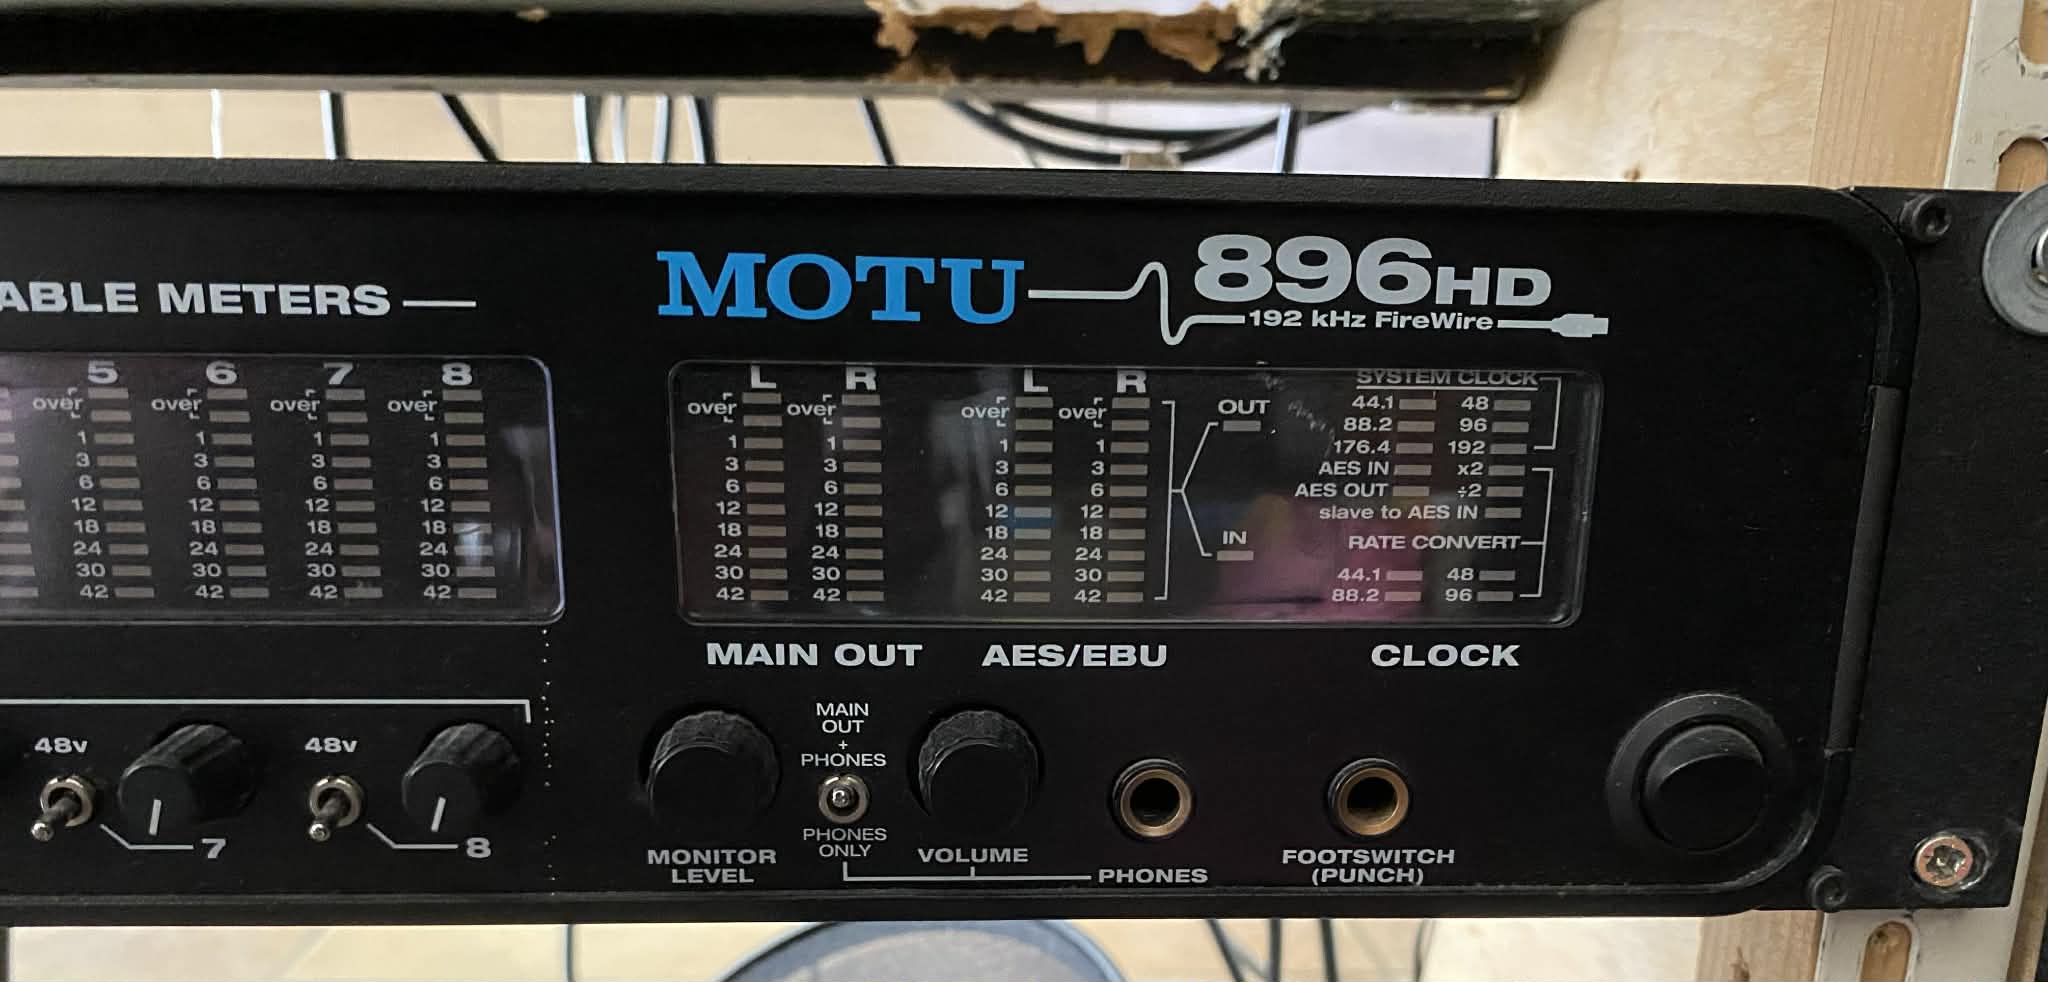 ABLE METERS
MOTU 896HD
192 kHz FireWire
5 6 7 8
over over over over
1 1 1 1
3 3 3 3
6 6 6 6
12 12 12 12
18 18 18 18
24 24 24 24
30 30 30 30
42 42 42 42
L R
over over
1 1
3 3
6 6
12 12
18 18
24 24
30 30
42 42
MAIN OUT
L R
over over
1 1
3 3
6 6
12 12
18 18
24 24
30 30
42 42
AES/EBU
OUT
IN
SYSTEM CLOCK
44.1 48
88.2 96
176.4 192
AES IN x2
AES OUT ÷2
slave to AES IN
RATE CONVERT
44.1 48
88.2 96
CLOCK
48v
7
48v
8
MONITOR
LEVEL
MAIN
OUT
+
PHONES
PHONES
ONLY
VOLUME
PHONES
FOOTSWITCH
(PUNCH)